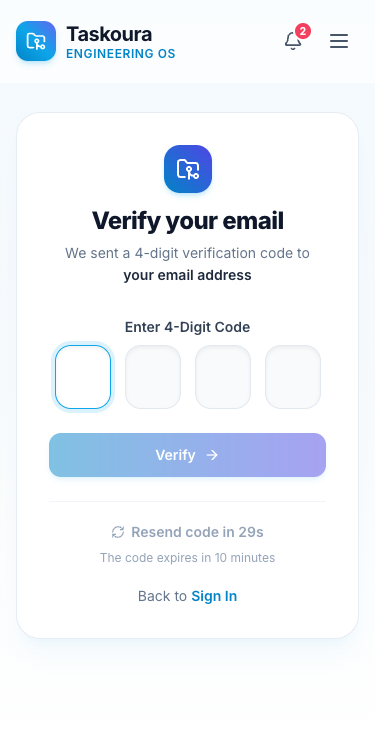 Taskoura
ENGINEERING OS
2
Verify your email
We sent a 4-digit verification code to
your email address
Enter 4-Digit Code
Verify
Resend code in 29s
The code expires in 10 minutes
Back to Sign In